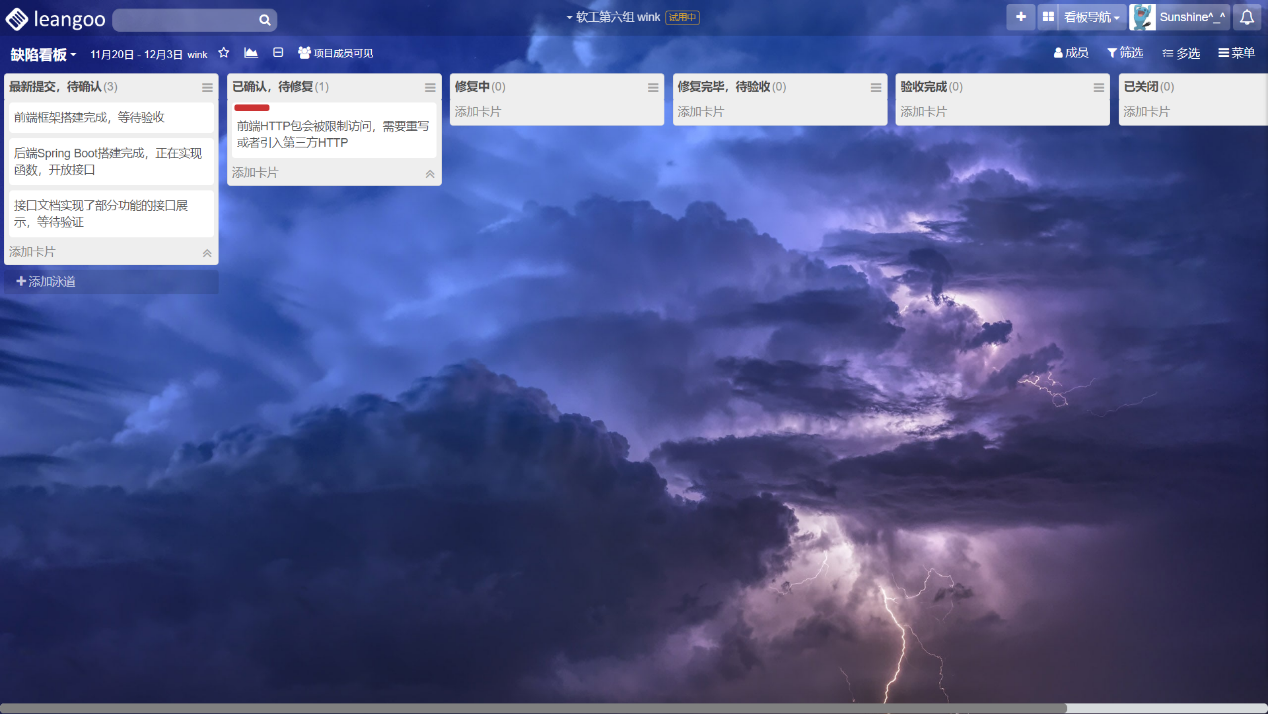 leangoo
软工第六组 wink 试用中
看板导航
Sunshine^_^
缺陷看板
11月20日 - 12月3日 wink
项目成员可见
成员
筛选
多选
菜单
最新提交，待确认(3)
前端框架搭建完成，等待验收
后端Spring Boot搭建完成，正在实现
函数，开放接口
接口文档实现了部分功能的接口展
示，等待验证
添加卡片
添加泳道
已确认，待修复(1)
前端HTTP包会被限制访问，需要重写
或者引入第三方HTTP
添加卡片
修复中(0)
添加卡片
修复完毕，待验收(0)
添加卡片
验收完成(0)
添加卡片
已关闭(0)
添加卡片